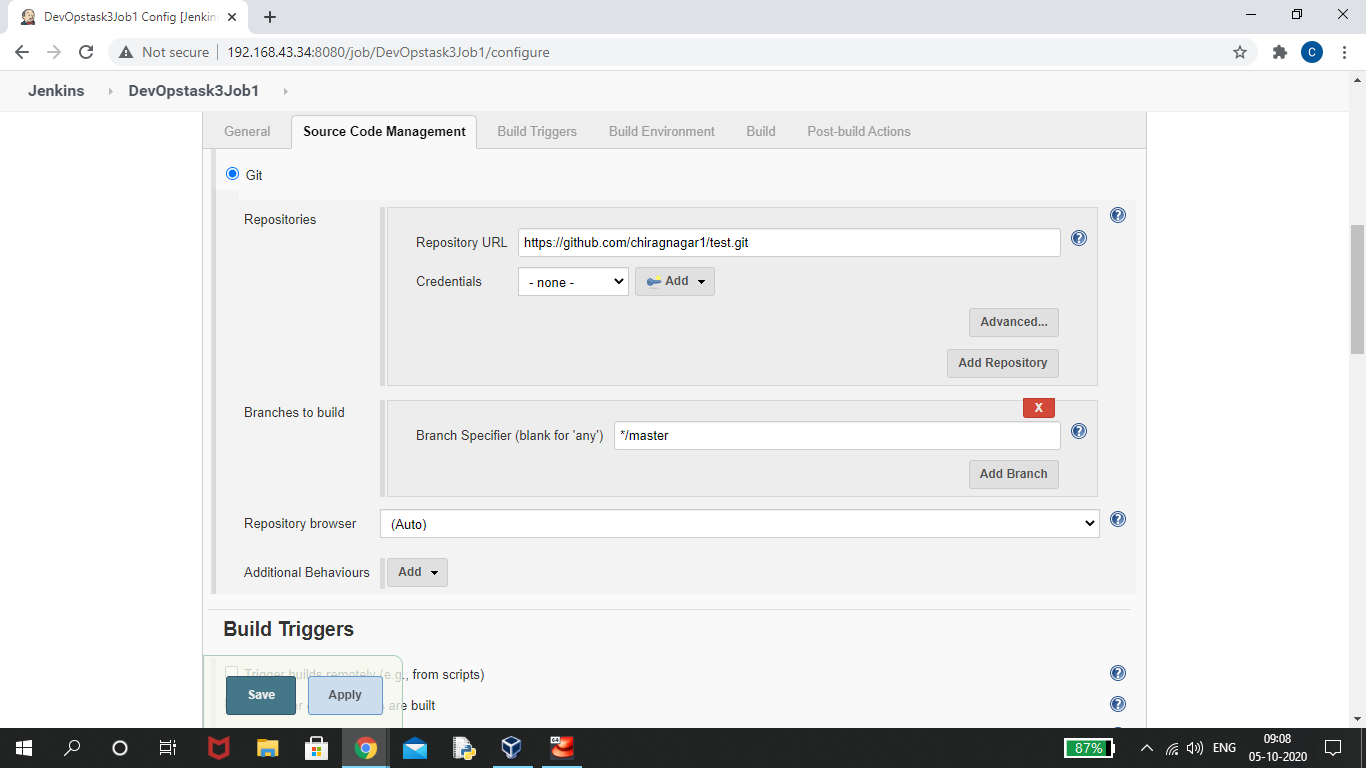 DevOpstask3Job1 Config [Jenkin
Not secure 192.168.43.34:8080/job/DevOpstask3Job1/configure
C
Jenkins DevOpstask3Job1
General Source Code Management Build Triggers Build Environment Build Post-build Actions
Git
Repositories
Repository URL https://github.com/chiragnagar1/test.git
Credentials - none - Add
Advanced...
Add Repository
Branches to build
X
Branch Specifier (blank for 'any') */master
Add Branch
Repository browser (Auto)
Additional Behaviours Add
Build Triggers
Trigger builds remotely (e.g., from scripts)
Save Apply
are built
87% ENG 09:08
05-10-2020